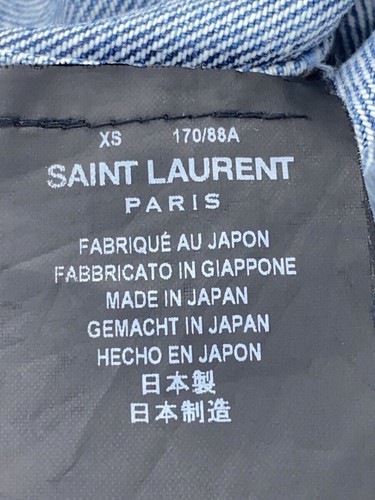 XS 170/88A
SAINT LAURENT
PARIS
FABRIQUÉ AU JAPON
FABBRICATO IN GIAPPONE
MADE IN JAPAN
GEMACHT IN JAPAN
HECHO EN JAPON
日本製
日本制造